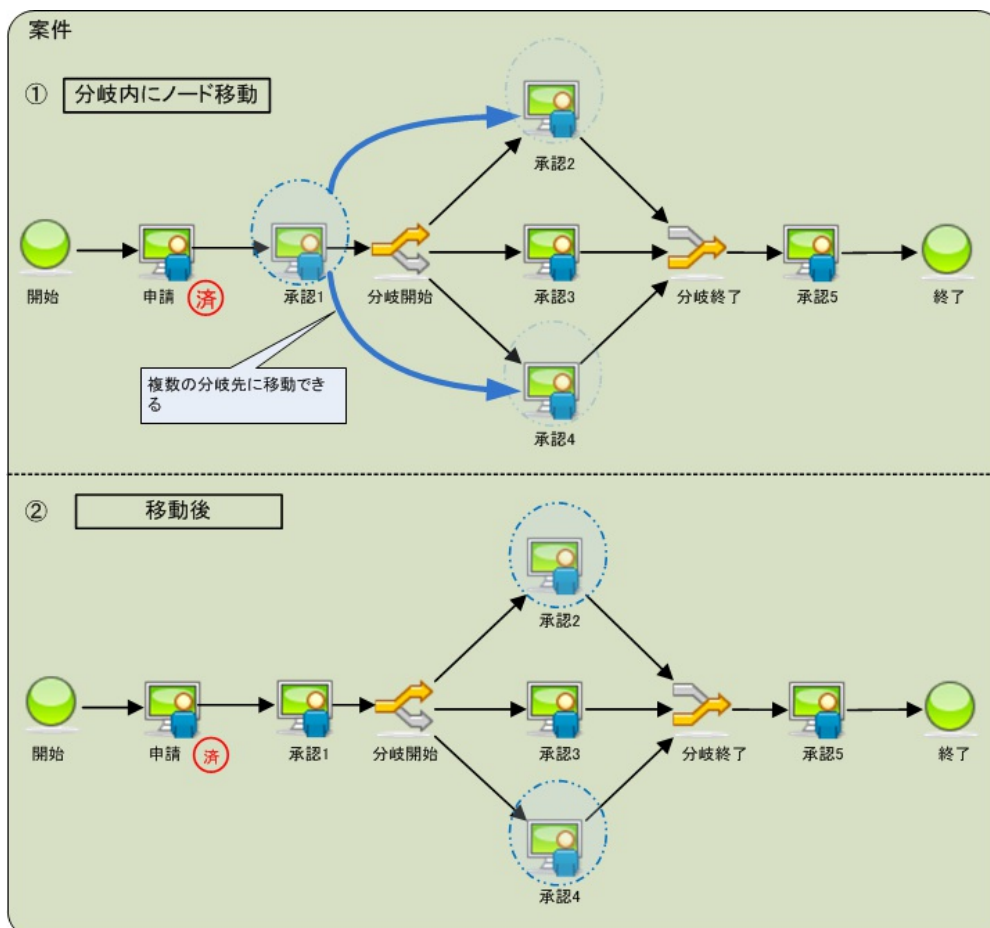 案件
① 分岐内にノード移動
承認2
開始
申請
済
承認1
分岐開始
承認3
分岐終了
承認5
終了
複数の分岐先に移動でき
る
承認4
② 移動後
承認2
開始
申請
済
承認1
分岐開始
承認3
分岐終了
承認5
終了
承認4